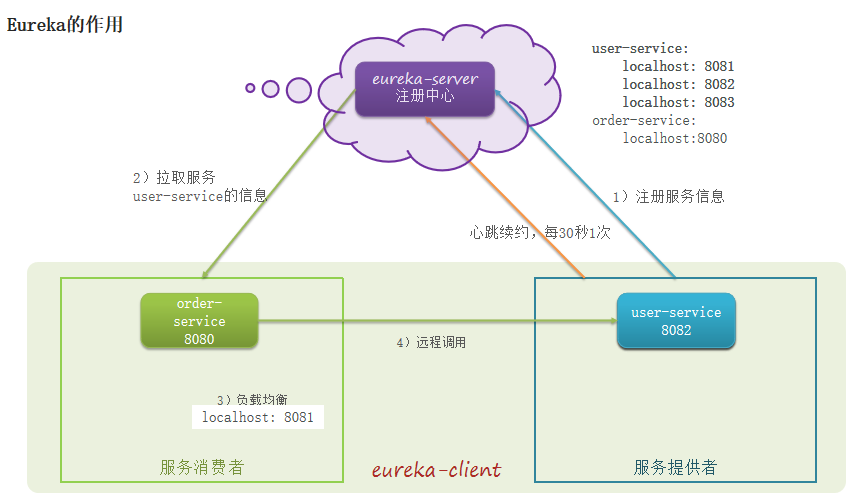 Eureka的作用
eureka-server
注册中心
user-service:
localhost: 8081
localhost: 8082
localhost: 8083
order-service:
localhost:8080
2）拉取服务
user-service的信息
1）注册服务信息
心跳续约，每30秒1次
order-
service
8080
user-service
8082
4）远程调用
3）负载均衡
localhost: 8081
服务消费者
eureka-client
服务提供者